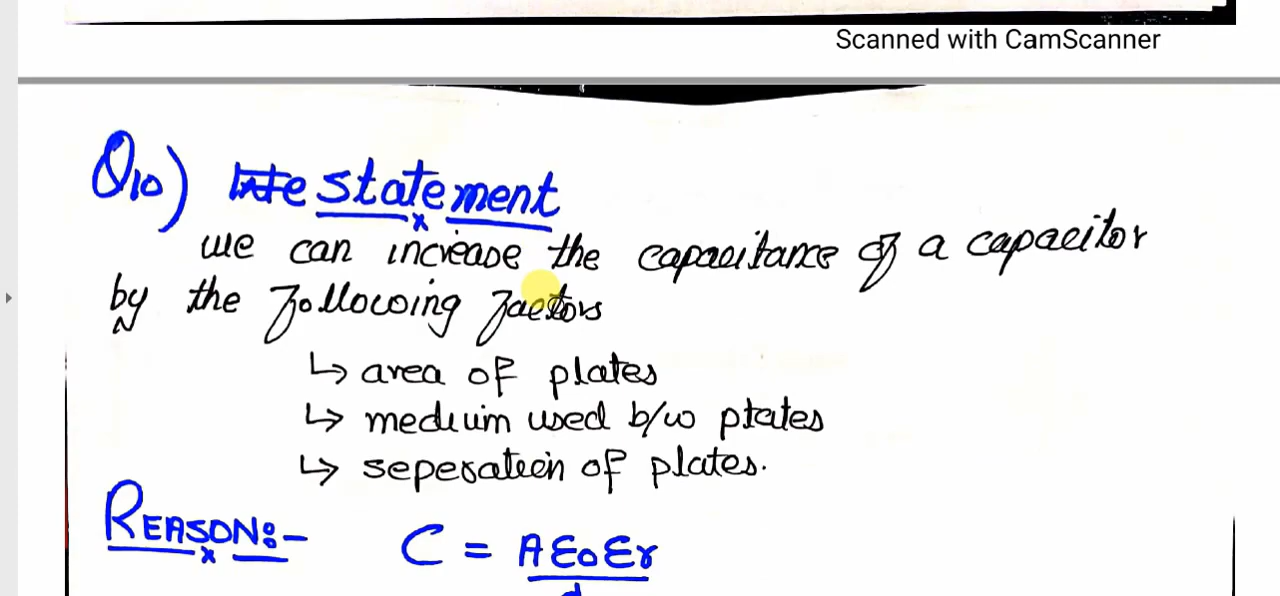 Scanned with CamScanner
Q10) statement
we can increase the capacitance of a capacitor
by the following factors
↳ area of plates
↳ medium used b/w plates
↳ seperation of plates.
REASON:-
C = Aε₀εr
d